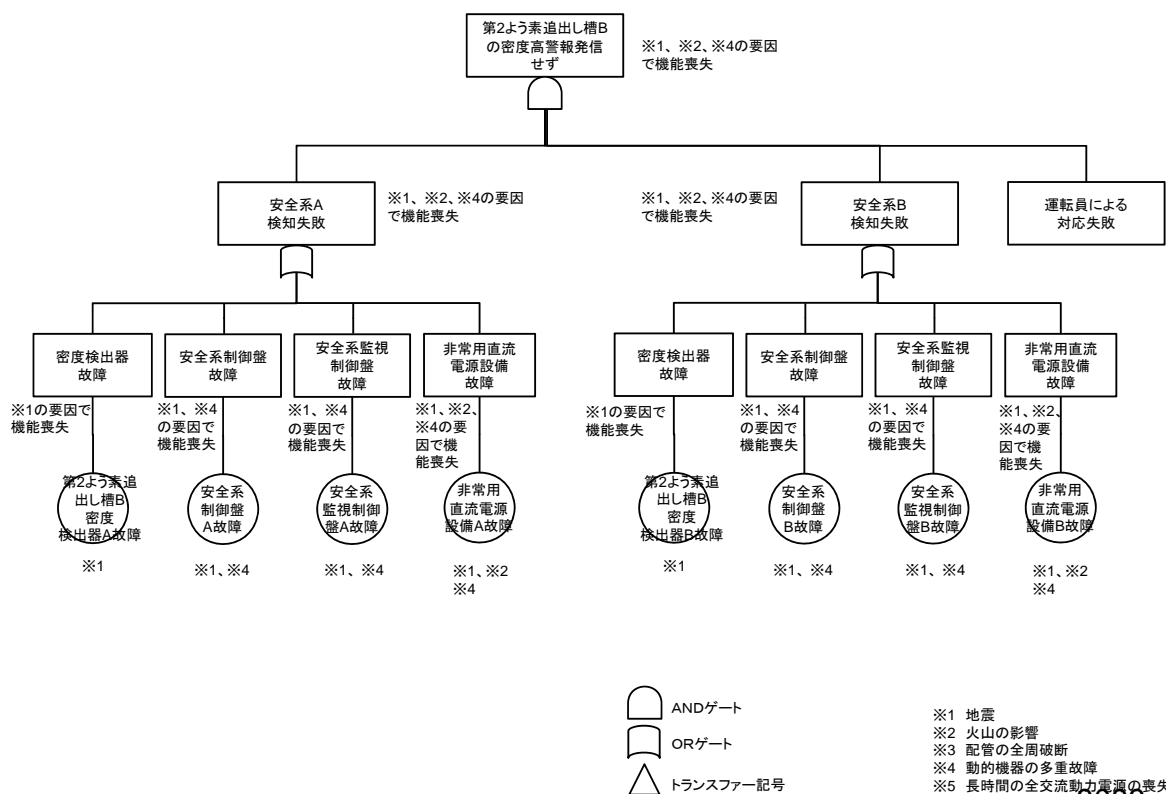 第2よう素追出し槽B
の密度高警報発信
せず
※1、※2、※4の要因
で機能喪失
安全系A
検知失敗
※1、※2、※4の要因
で機能喪失
※1、※2、※4の要因
で機能喪失
安全系B
検知失敗
運転員による
対応失敗
密度検出器
故障
安全系制御盤
故障
安全系監視
制御盤
故障
非常用直流
電源設備
故障
密度検出器
故障
安全系制御盤
故障
安全系監視
制御盤
故障
非常用直流
電源設備
故障
※1の要因で
機能喪失
※1、※4
の要因で
機能喪失
※1、※4
の要因で
機能喪失
※1、※2、
※4の要
因で機
能喪失
※1の要因で
機能喪失
※1、※4
の要因で
機能喪失
※1、※4
の要因で
機能喪失
※1、※2、
※4の要
因で機
能喪失
第2よう素追
出し槽B
密度
検出器A故障
安全系
制御盤
A故障
安全系
監視制御
盤A故障
非常用
直流電源
設備A故障
第2よう素追
出し槽B
密度
検出器B故障
安全系
制御盤
B故障
安全系
監視制御
盤B故障
非常用
直流電源
設備B故障
※1
※1、※4
※1、※4
※1、※2
※4
※1
※1、※4
※1、※4
※1、※2
※4
ANDゲート
ORゲート
トランスファー記号
※1 地震
※2 火山の影響
※3 配管の全周破断
※4 動的機器の多重故障
※5 長時間の全交流動力電源の喪失